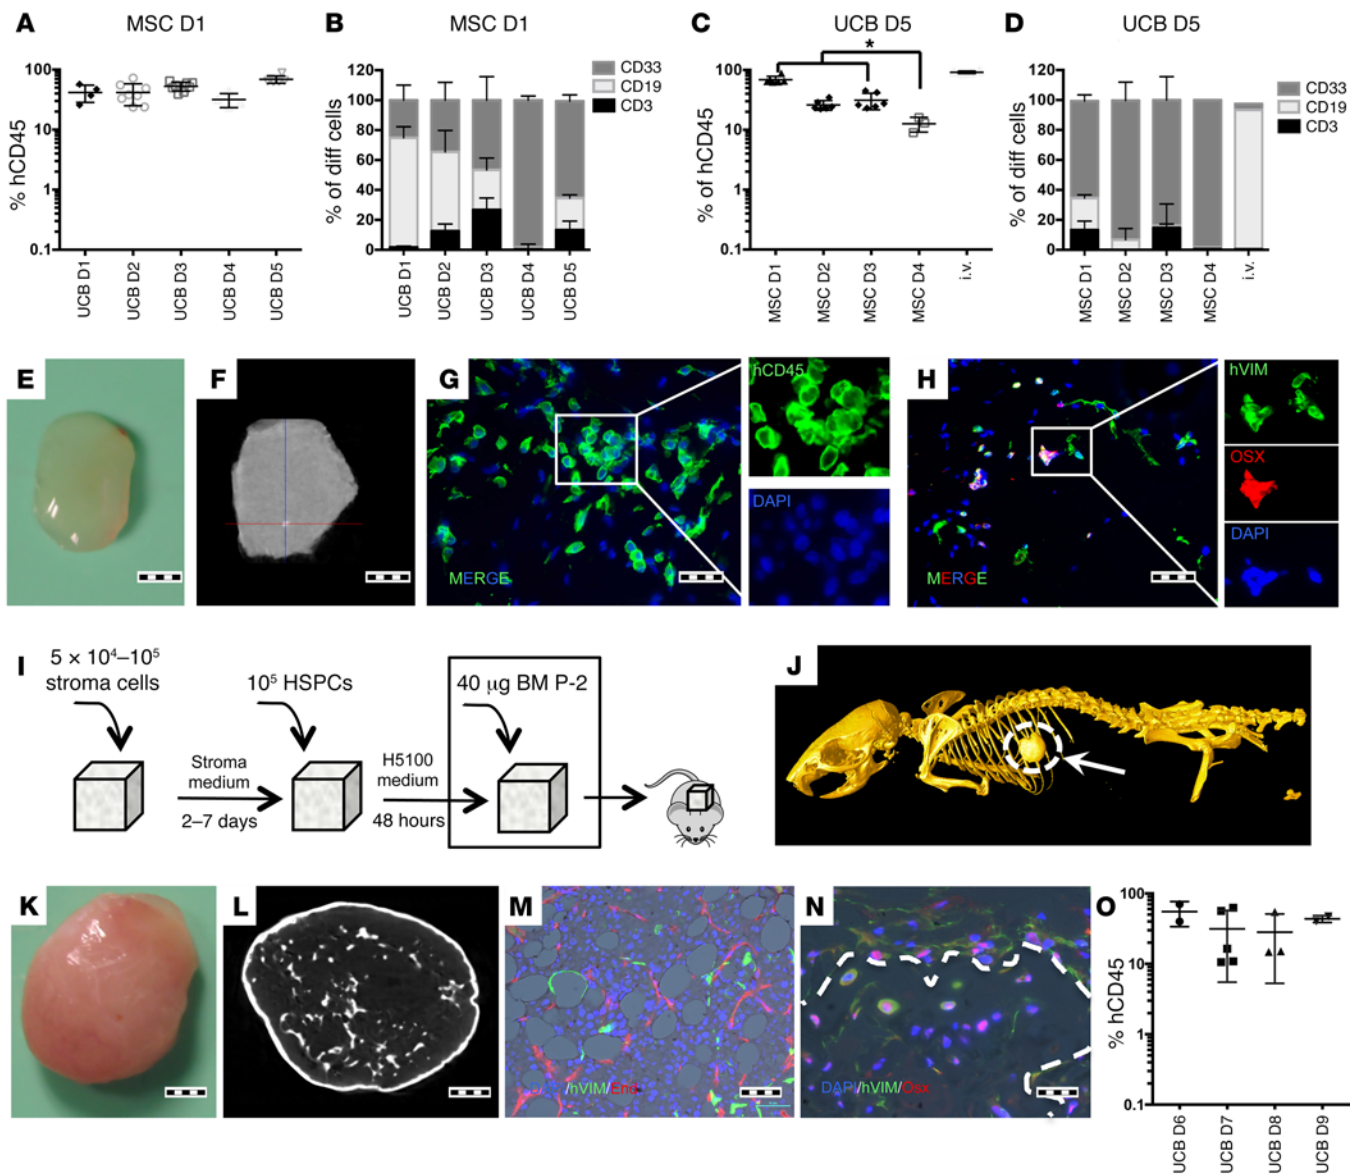 A MSC D1
% hCD45
100
10
1
0.1
UCB D1
UCB D2
UCB D3
UCB D4
UCB D5
B MSC D1
% of diff cells
120
100
80
60
40
20
0
UCB D1
UCB D2
UCB D3
UCB D4
UCB D5
CD33
CD19
CD3
C UCB D5
% of hCD45
100
10
1
0.1
*
MSC D1
MSC D2
MSC D3
MSC D4
i.v.
D UCB D5
% of diff cells
120
100
80
60
40
20
0
MSC D1
MSC D2
MSC D3
MSC D4
i.v.
CD33
CD19
CD3
E
F
G
MERGE
hCD45
DAPI
H
MERGE
hVIM
OSX
DAPI
I
5 × 10⁴–10⁵
stroma cells
Stroma
medium
2–7 days
10⁵ HSPCs
H5100
medium
48 hours
40 μg BM P-2
J
K
L
M
DAPI/hVIM/End
N
DAPI/hVIM/Osx
O
% hCD45
100
10
1
0.1
UCB D6
UCB D7
UCB D8
UCB D9